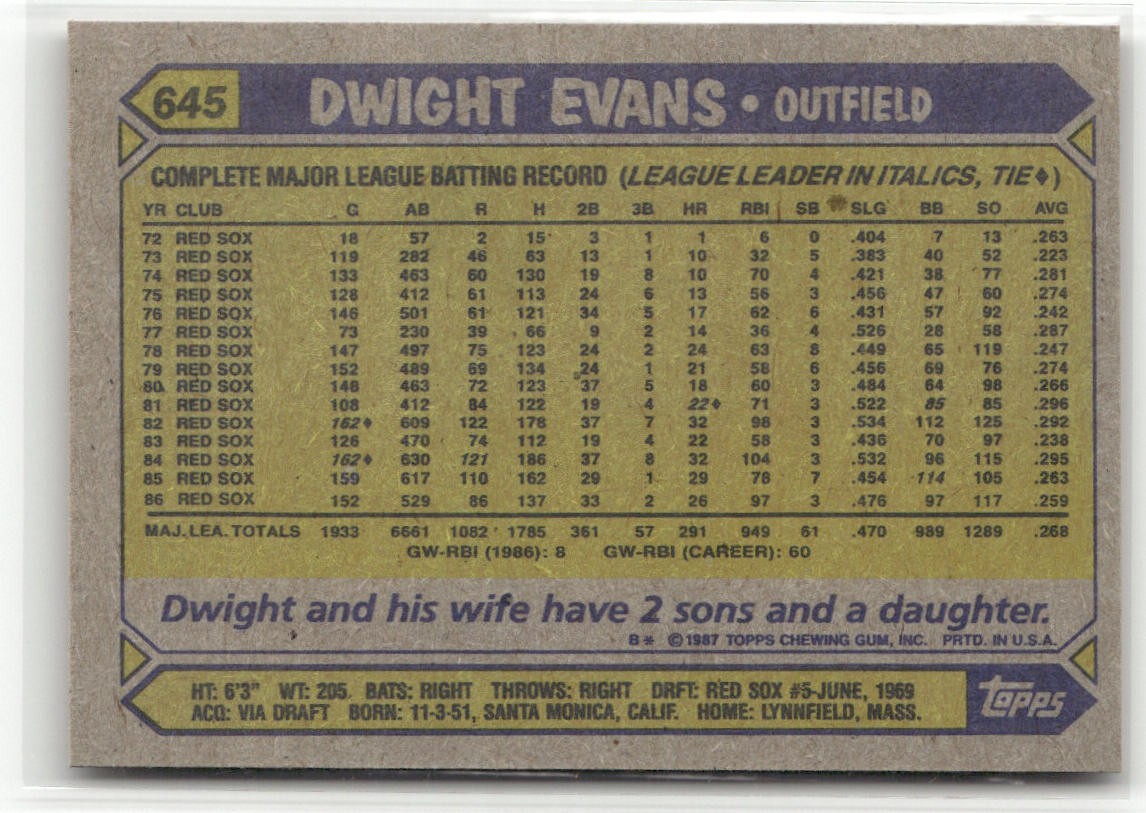 645 DWIGHT EVANS • OUTFIELD
COMPLETE MAJOR LEAGUE BATTING RECORD (LEAGUE LEADER IN ITALICS, TIE♦)
YR CLUB G AB R H 2B 3B HR RBI SB SLG BB SO AVG
72 RED SOX 18 57 2 15 3 1 1 6 0 .404 7 13 .263
73 RED SOX 119 282 46 63 13 1 10 32 5 .383 40 52 .223
74 RED SOX 133 463 60 130 19 8 10 70 4 .421 38 77 .281
75 RED SOX 128 412 61 113 24 6 13 56 3 .456 47 60 .274
76 RED SOX 146 501 61 121 34 5 17 62 6 .431 57 92 .242
77 RED SOX 73 230 39 66 9 2 14 36 4 .526 28 58 .287
78 RED SOX 147 497 75 123 24 2 24 63 8 .449 65 119 .247
79 RED SOX 152 489 69 134 24 1 21 58 6 .456 69 76 .274
80 RED SOX 148 463 72 123 37 5 18 60 3 .484 64 98 .266
81 RED SOX 108 412 84 122 19 4 22♦ 71 3 .522 85 85 .296
82 RED SOX 162♦ 609 122 178 37 7 32 98 3 .534 112 125 .292
83 RED SOX 126 470 74 112 19 4 22 58 3 .436 70 97 .238
84 RED SOX 162♦ 630 121 186 37 8 32 104 3 .532 96 115 .295
85 RED SOX 159 617 110 162 29 1 29 78 7 .454 114 105 .263
86 RED SOX 152 529 86 137 33 2 26 97 3 .476 97 117 .259
MAJ. LEA. TOTALS 1933 6661 1082 1785 361 57 291 949 61 .470 989 1289 .268
GW-RBI (1986): 8 GW-RBI (CAREER): 60
Dwight and his wife have 2 sons and a daughter.
B* ©1987 TOPPS CHEWING GUM, INC. PRTD. IN U.S.A.
HT: 6'3" WT: 205 BATS: RIGHT THROWS: RIGHT DRFT: RED SOX #5-JUNE, 1969
ACQ: VIA DRAFT BORN: 11-3-51, SANTA MONICA, CALIF. HOME: LYNNFIELD, MASS.
topps